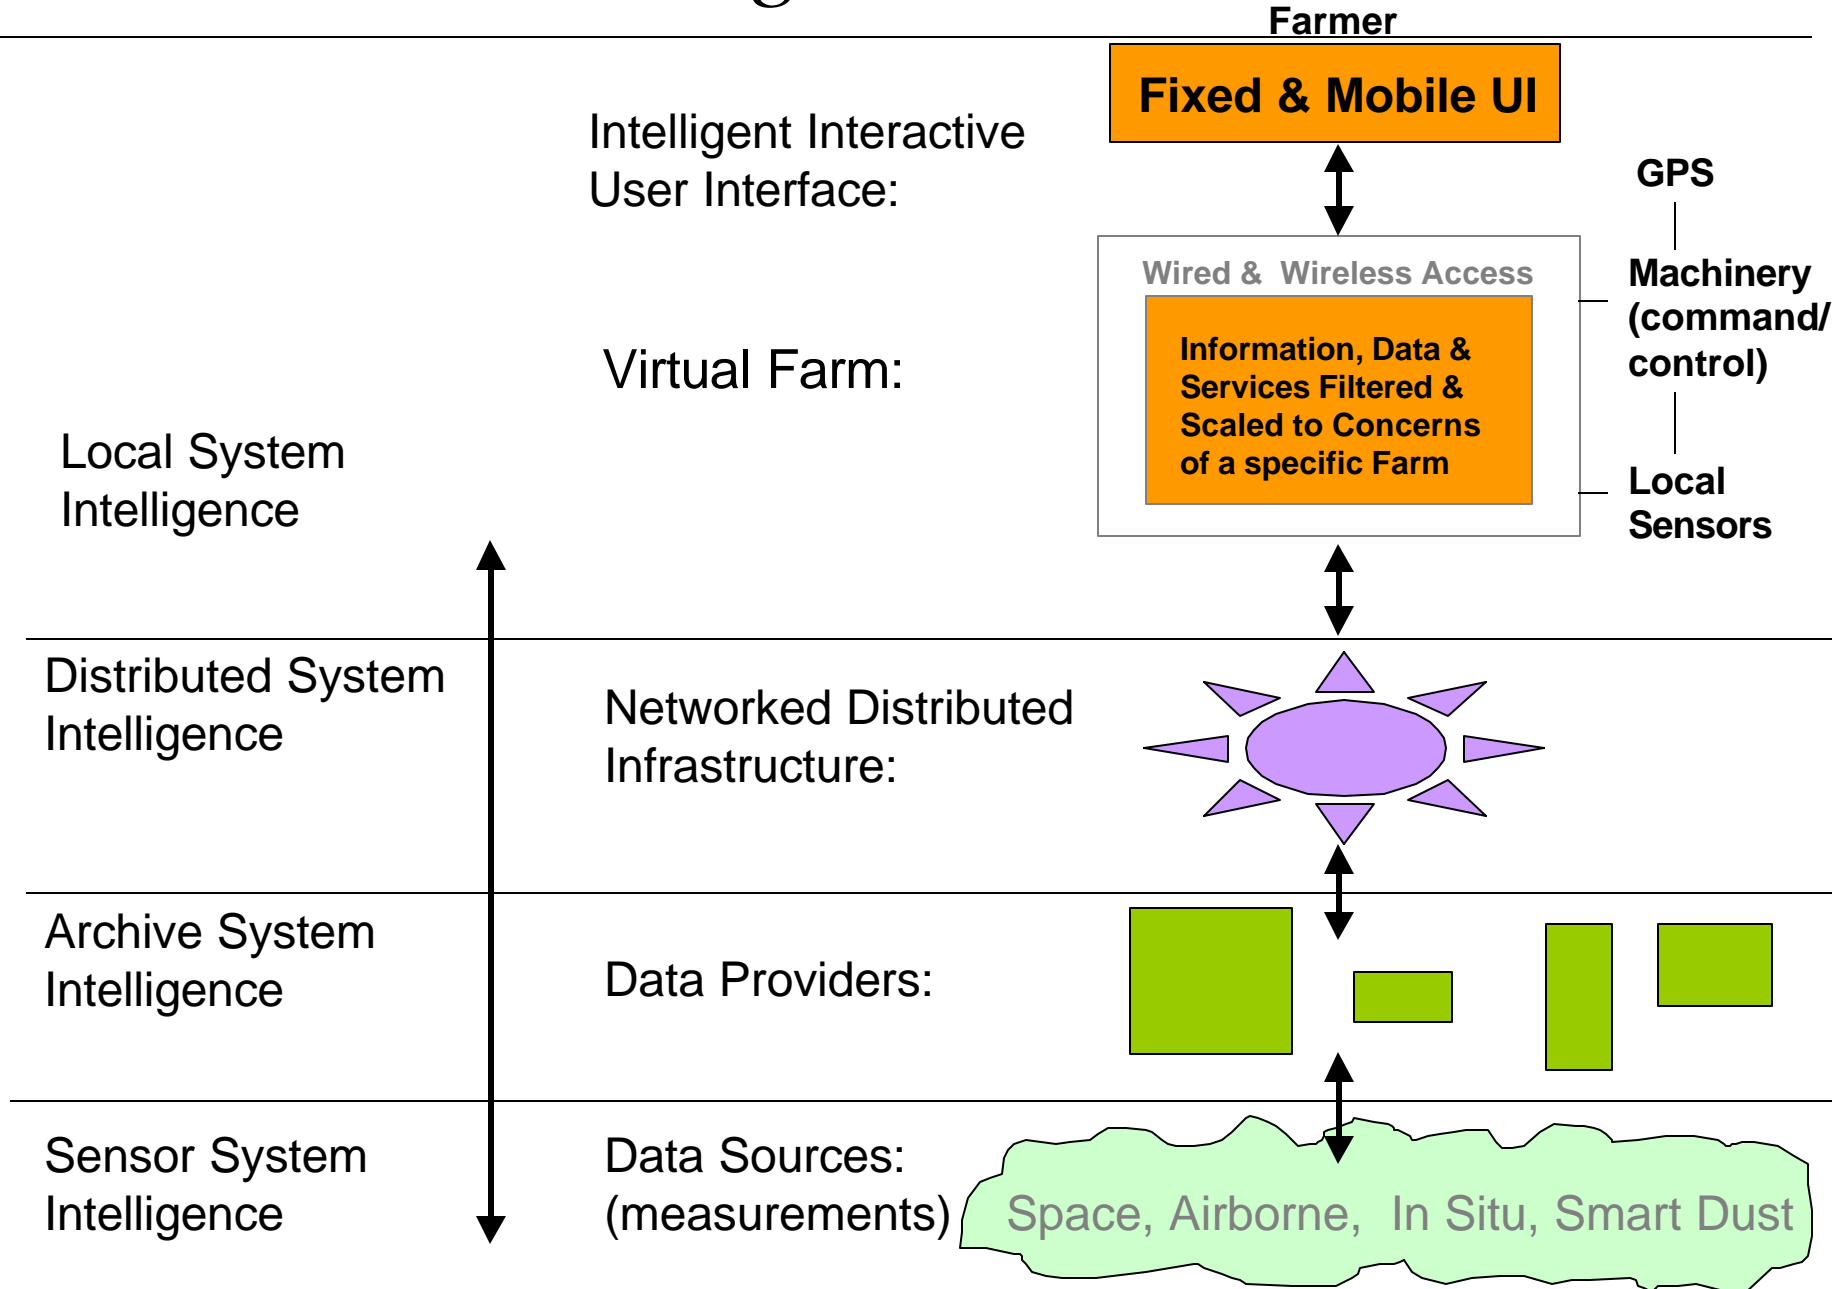 Farmer
Fixed & Mobile UI
Intelligent Interactive
User Interface:
GPS
Wired & Wireless Access
Machinery
(command/
control)
Information, Data &
Services Filtered &
Scaled to Concerns
of a specific Farm
Virtual Farm:
Local System
Intelligence
Local
Sensors
Distributed System
Intelligence
Networked Distributed
Infrastructure:
Archive System
Intelligence
Data Providers:
Sensor System
Intelligence
Data Sources:
(measurements)
Space, Airborne, In Situ, Smart Dust